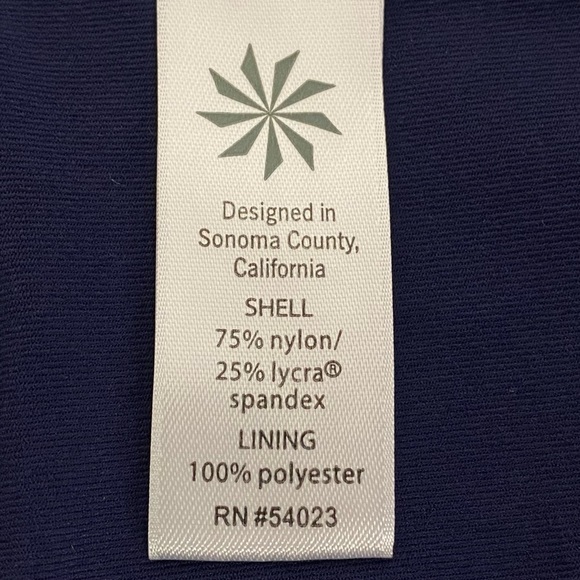 Designed in
Sonoma County,
California
SHELL
75% nylon/
25% lycra®
spandex
LINING
100% polyester
RN #54023